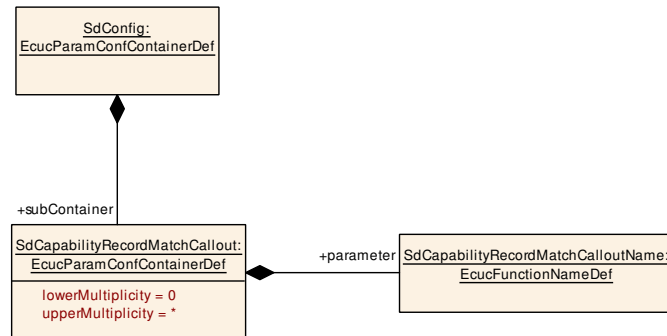 SdConfig:
EcucParamConfContainerDef
+subContainer
SdCapabilityRecordMatchCallout:
EcucParamConfContainerDef
lowerMultiplicity = 0
upperMultiplicity = *
+parameter
SdCapabilityRecordMatchCalloutName:
EcucFunctionNameDef